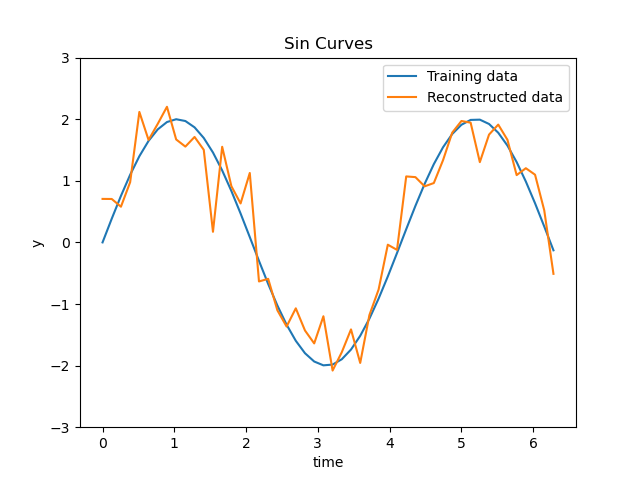 Sin Curves
Training data
Reconstructed data
3
2
1
0
−1
−2
−3
y
0
1
2
3
4
5
6
time